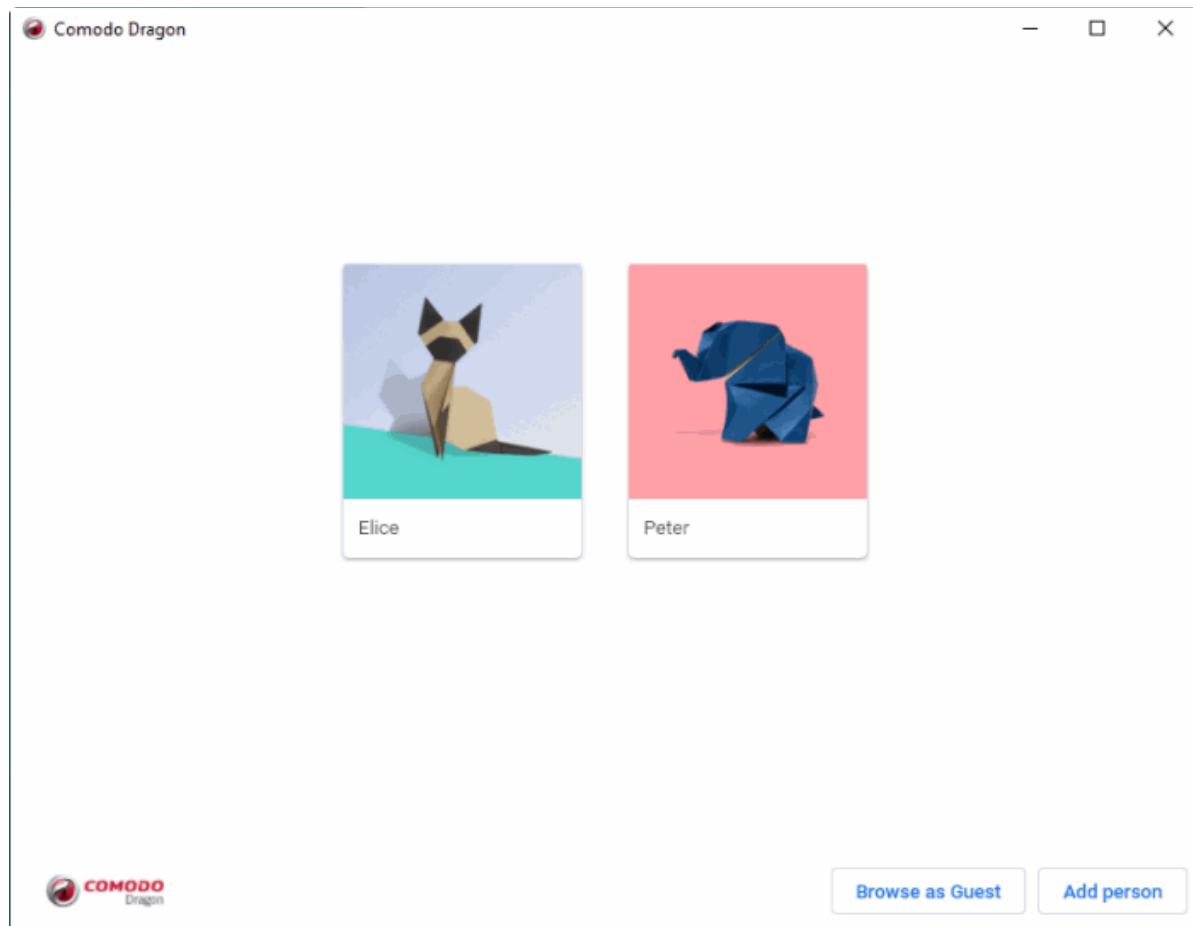 Comodo Dragon
Elice
Peter
COMODO
Dragon
Browse as Guest
Add person